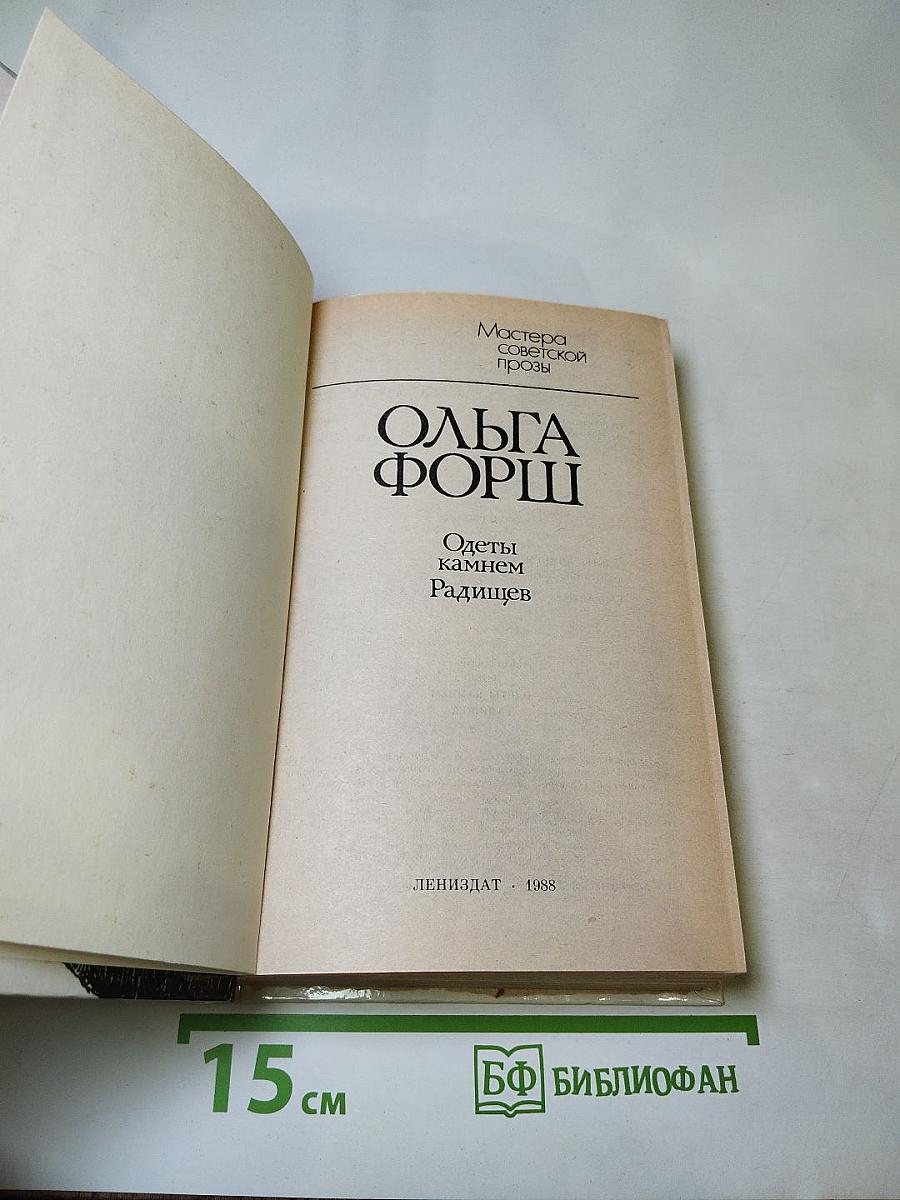 Мастера
советской
прозы
ОЛЬГА
ФОРШ
Одеты
камнем
Радищев
ЛЕНИЗДАТ · 1988
15 см
БФ БИБЛИОФАН